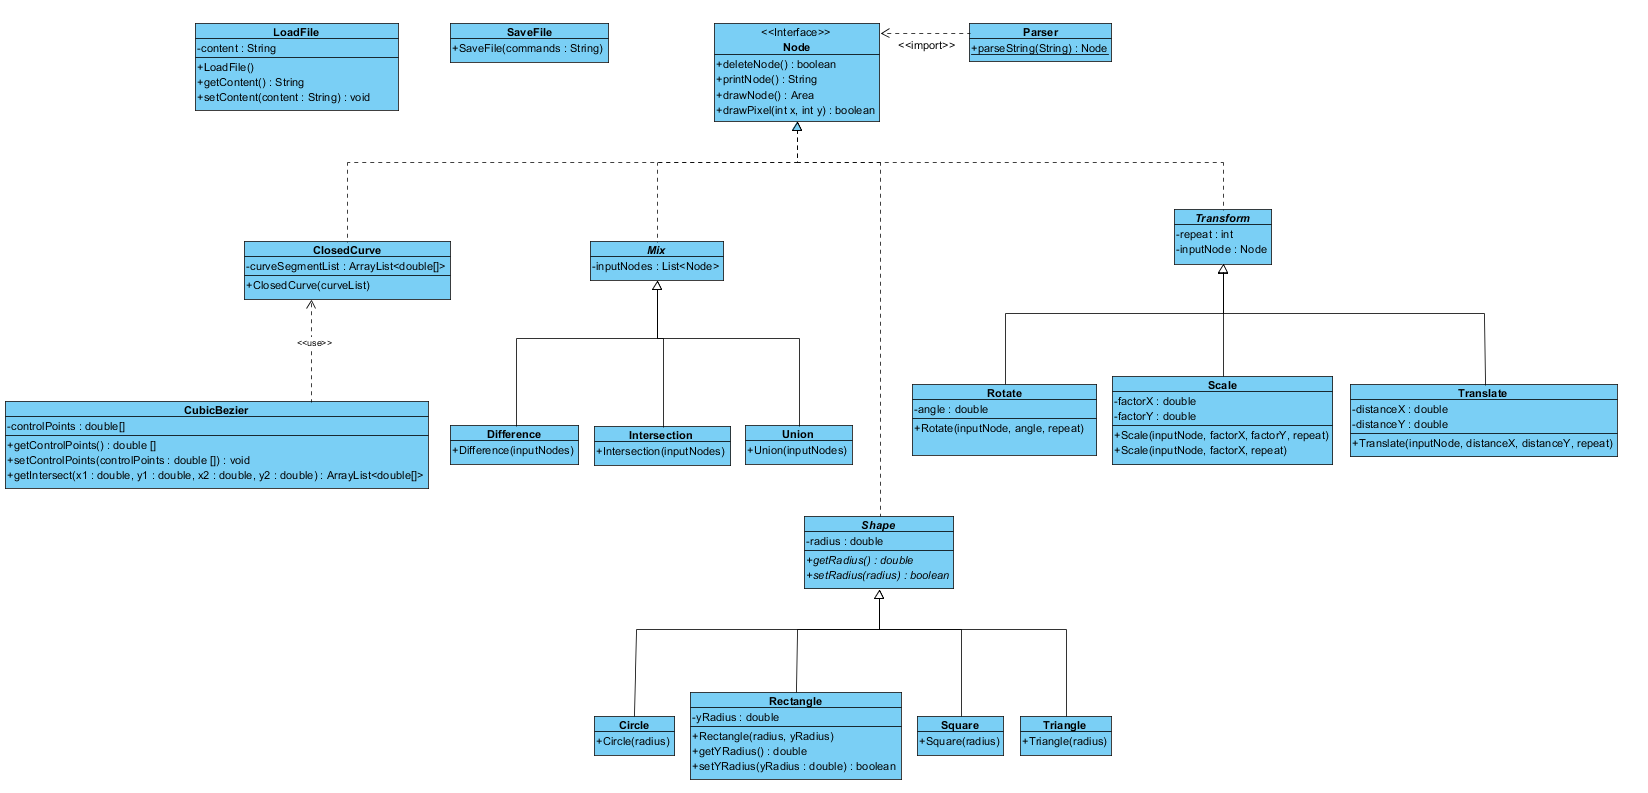 LoadFile
-content : String
+LoadFile()
+getContent() : String
+setContent(content : String) : void
SaveFile
+SaveFile(commands : String)
<<Interface>>
Node
+deleteNode() : boolean
+printNode() : String
+drawNode() : Area
+drawPixel(int x, int y) : boolean
<<import>>
Parser
+parseString(String) : Node
ClosedCurve
-curveSegmentList : ArrayList<double[]>
+ClosedCurve(curveList)
Mix
-inputNodes : List<Node>
Transform
-repeat : int
-inputNode : Node
<<use>>
CubicBezier
-controlPoints : double[]
+getControlPoints() : double []
+setControlPoints(controlPoints : double []) : void
+getIntersect(x1 : double, y1 : double, x2 : double, y2 : double) : ArrayList<double[]>
Difference
+Difference(inputNodes)
Intersection
+Intersection(inputNodes)
Union
+Union(inputNodes)
Rotate
-angle : double
+Rotate(inputNode, angle, repeat)
Scale
-factorX : double
-factorY : double
+Scale(inputNode, factorX, factorY, repeat)
+Scale(inputNode, factorX, repeat)
Translate
-distanceX : double
-distanceY : double
+Translate(inputNode, distanceX, distanceY, repeat)
Shape
-radius : double
+getRadius() : double
+setRadius(radius) : boolean
Circle
+Circle(radius)
Rectangle
-yRadius : double
+Rectangle(radius, yRadius)
+getYRadius() : double
+setYRadius(yRadius : double) : boolean
Square
+Square(radius)
Triangle
+Triangle(radius)